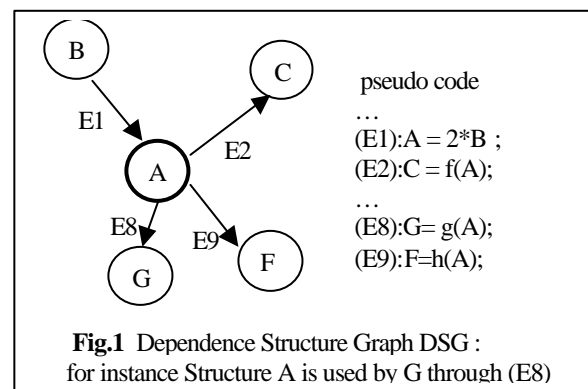 B
C
E1
E2
A
E8
E9
G
F
pseudo code
…
(E1):A = 2*B ;
(E2):C = f(A);
…
(E8):G= g(A);
(E9):F=h(A);
Fig.1 Dependence Structure Graph DSG :
for instance Structure A is used by G through (E8)